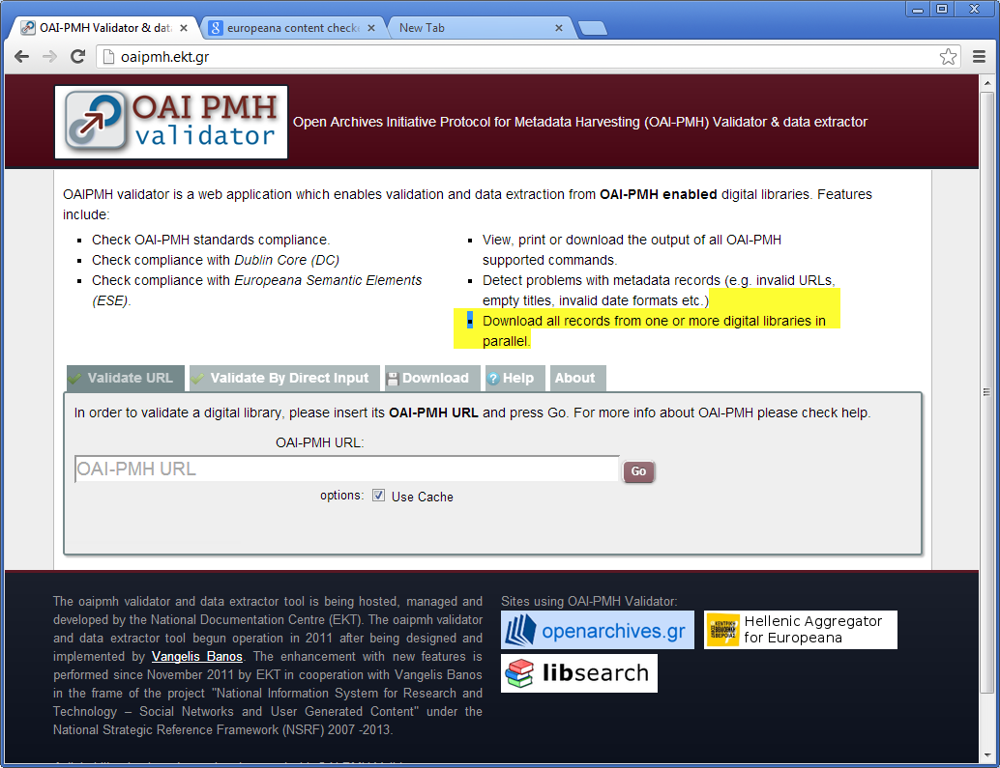 OAI-PMH Validator & data
europeana content checke
New Tab
oaipmh.ekt.gr
OAI PMH
validator
Open Archives Initiative Protocol for Metadata Harvesting (OAI-PMH) Validator & data extractor
OAIPMH validator is a web application which enables validation and data extraction from OAI-PMH enabled digital libraries. Features
include:
Check OAI-PMH standards compliance.
Check compliance with Dublin Core (DC)
Check compliance with Europeana Semantic Elements
(ESE).
View, print or download the output of all OAI-PMH
supported commands.
Detect problems with metadata records (e.g. invalid URLs,
empty titles, invalid date formats etc.)
Download all records from one or more digital libraries in
parallel.
Validate URL
Validate By Direct Input
Download
Help
About
In order to validate a digital library, please insert its OAI-PMH URL and press Go. For more info about OAI-PMH please check help.
OAI-PMH URL:
OAI-PMH URL
Go
options: Use Cache
The oaipmh validator and data extractor tool is being hosted, managed and
developed by the National Documentation Centre (EKT). The oaipmh validator
and data extractor tool begun operation in 2011 after being designed and
implemented by Vangelis Banos. The enhancement with new features is
performed since November 2011 by EKT in cooperation with Vangelis Banos
in the frame of the project "National Information System for Research and
Technology – Social Networks and User Generated Content" under the
National Strategic Reference Framework (NSRF) 2007 -2013.
Sites using OAI-PMH Validator:
openarchives.gr
Hellenic Aggregator
for Europeana
libsearch